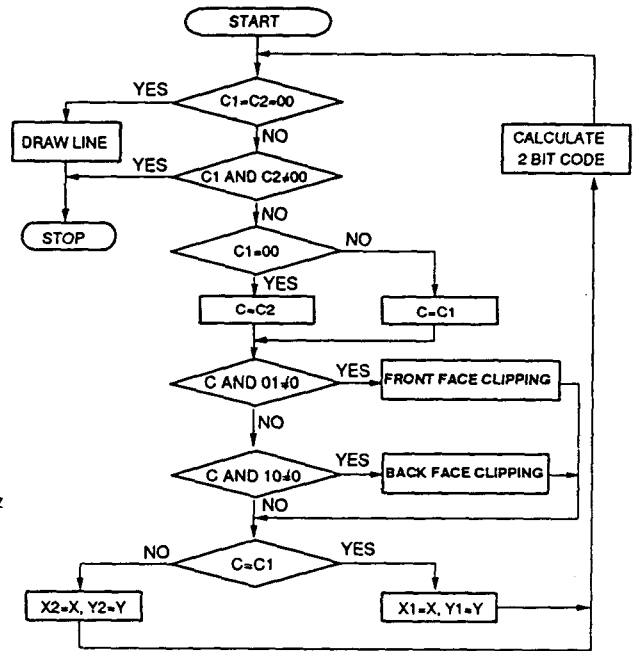 START
YES
C1=C2=00
DRAW LINE
NO
CALCULATE
2 BIT CODE
YES
C1 AND C2≠00
NO
STOP
C1=00
NO
YES
C=C2
C=C1
C AND 01≠0
YES
FRONT FACE CLIPPING
NO
C AND 10≠0
YES
BACK FACE CLIPPING
z
NO
NO
C=C1
YES
X2=X, Y2=Y
X1=X, Y1=Y